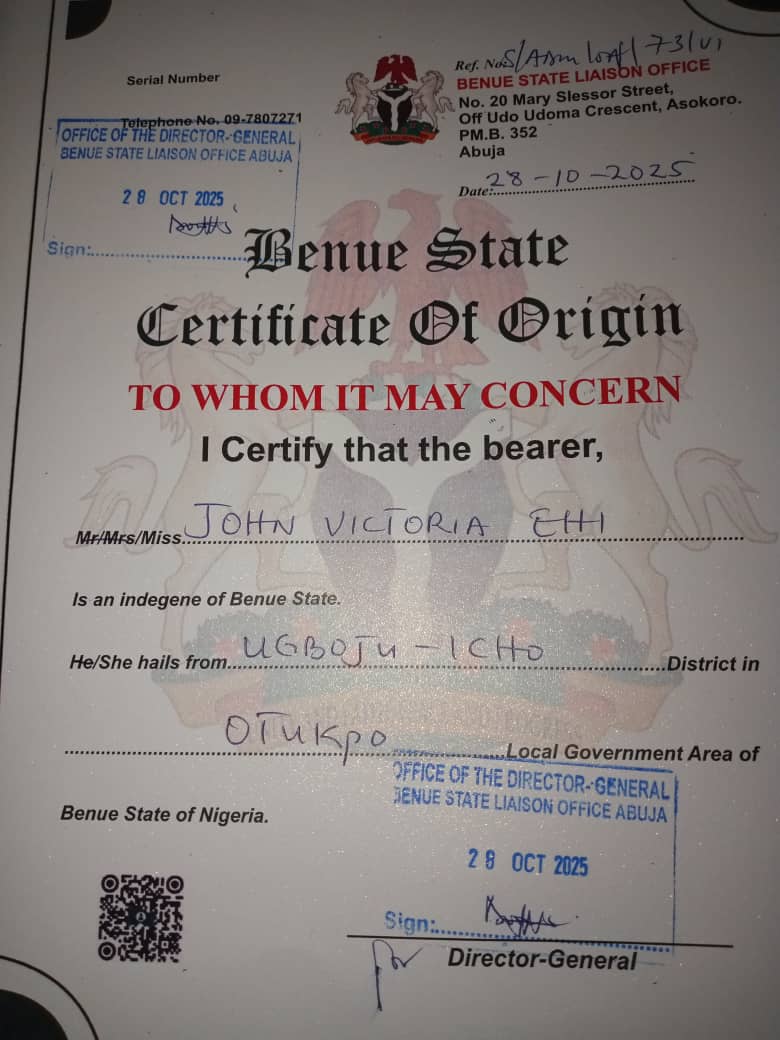 Serial Number
Telephone No. 09-7807271
OFFICE OF THE DIRECTOR-GENERAL
BENUE STATE LIAISON OFFICE ABUJA
28 OCT 2025
Sign:
Ref. No: 73/VI
BENUE STATE LIAISON OFFICE
No. 20 Mary Slessor Street,
Off Udo Udoma Crescent, Asokoro.
PM.B. 352
Abuja
Date: 28-10-2025
Benue State
Certificate Of Origin
TO WHOM IT MAY CONCERN
I Certify that the bearer,
Mr/Mrs/Miss JOHN VICTORIA EHI
Is an indegene of Benue State.
He/She hails from UGBOJU-ICHO District in
OTUKPO Local Government Area of
OFFICE OF THE DIRECTOR-GENERAL
BENUE STATE LIAISON OFFICE ABUJA
Benue State of Nigeria.
28 OCT 2025
Sign:
for Director-General